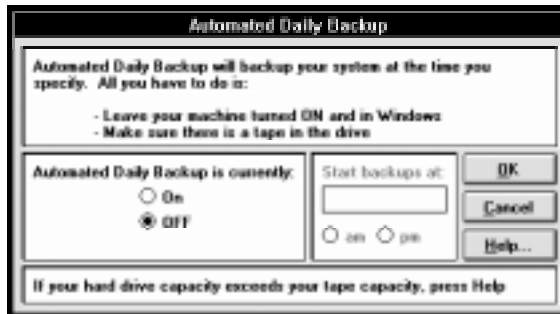 Automated Daily Backup
Automated Daily Backup will backup your system at the time you
specify. All you have to do is:
- Leave your machine turned ON and in Windows
- Make sure there is a tape in the drive
Automated Daily Backup is currently:
On
OFF
Start backups at:
am pm
OK
Cancel
Help...
If your hard drive capacity exceeds your tape capacity, press Help